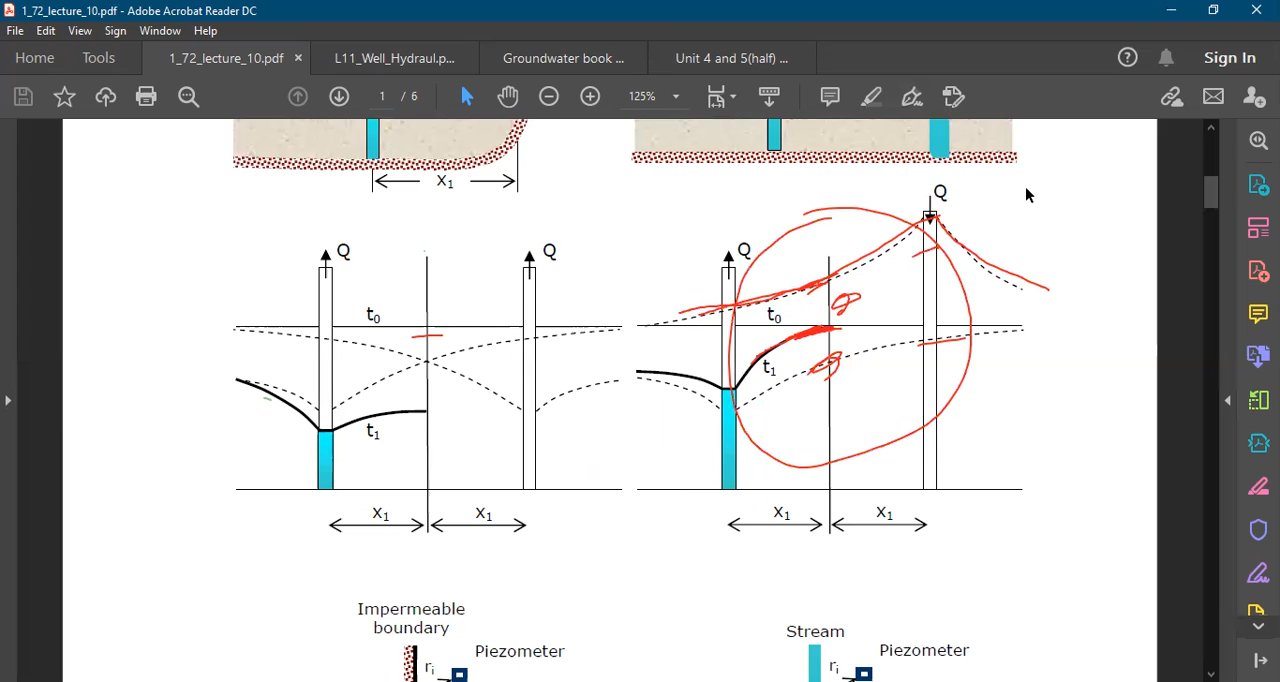 1_72_lecture_10.pdf - Adobe Acrobat Reader DC
File Edit View Sign Window Help
Home Tools 1_72_lecture_10.pdf × L11_Well_Hydraul.p... Groundwater book ... Unit 4 and 5(half) ... Sign In
1 / 6 125%
x₁
Q
Q Q Q
t₀ t₀
t₁
t₁
x₁ x₁ x₁ x₁
Impermeable
boundary
Stream
Piezometer Piezometer
rᵢ rᵢ